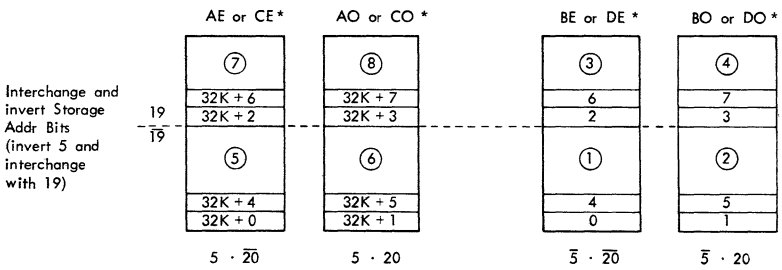 AE or CE * AO or CO * BE or DE * BO or DO *
⑦ ⑧ ③ ④
Interchange and
invert Storage
Addr Bits
(invert 5 and
interchange
with 19)
32K + 6 32K + 7 6 7
19 32K + 2 32K + 3 2 3
1̅9̅
⑤ ⑥ ① ②
32K + 4 32K + 5 4 5
32K + 0 32K + 1 0 1
5 · 2̅0̅ 5 · 20 5̅ · 2̅0̅ 5̅ · 20